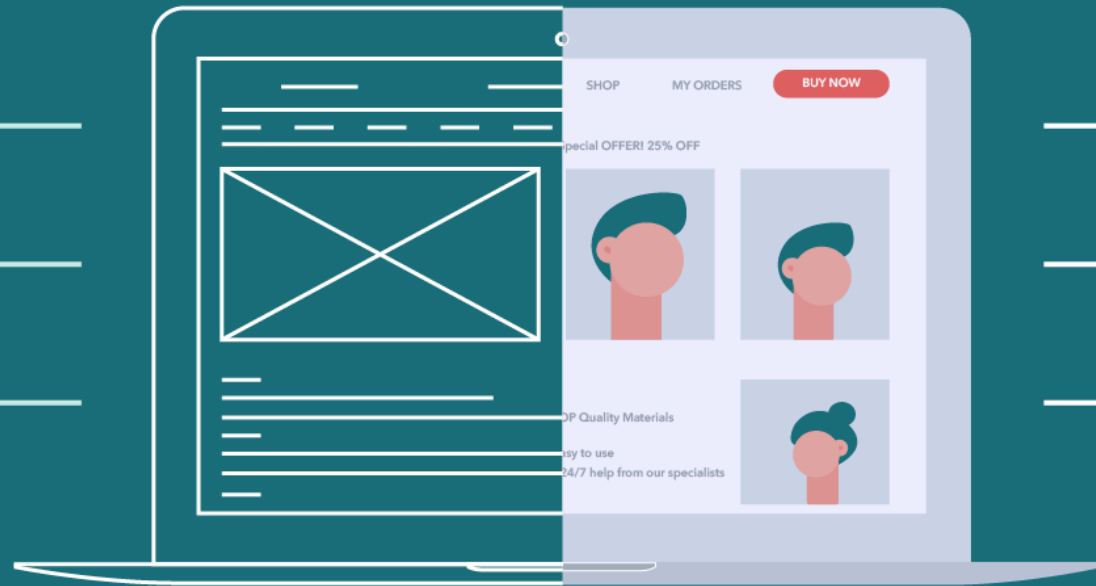 SHOP
MY ORDERS
BUY NOW
pecial OFFER! 25% OFF
OP Quality Materials
asy to use
24/7 help from our specialists